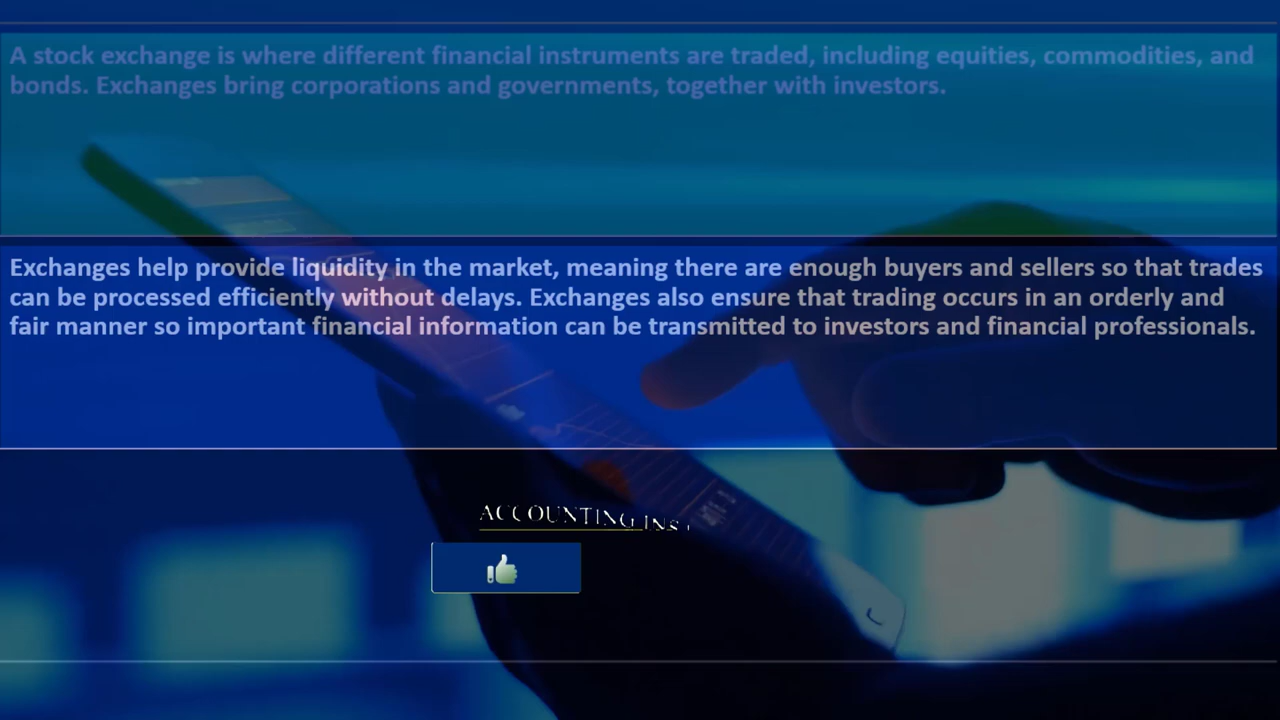 A stock exchange is where different financial instruments are traded, including equities, commodities, and
bonds. Exchanges bring corporations and governments, together with investors.
Exchanges help provide liquidity in the market, meaning there are enough buyers and sellers so that trades
can be processed efficiently without delays. Exchanges also ensure that trading occurs in an orderly and
fair manner so important financial information can be transmitted to investors and financial professionals.
ACCOUNTING